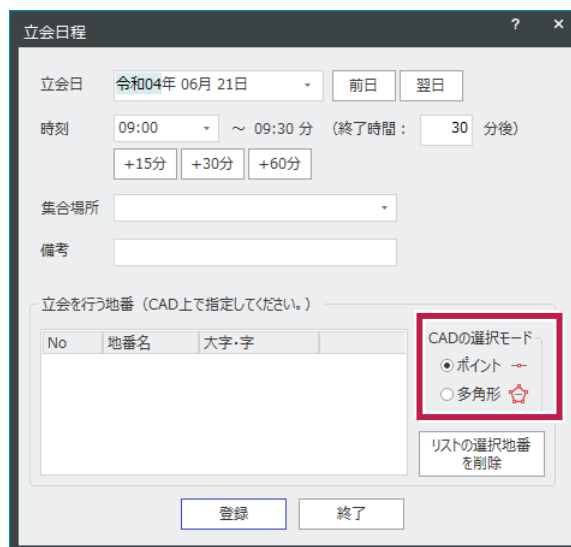 立会日程 ? ×
立会日 令和04年 06月 21日 前日 翌日
時刻 09:00 ~ 09:30 分 (終了時間: 30 分後)
+15分 +30分 +60分
集合場所
備考
立会を行う地番(CAD上で指定してください。)
No 地番名 大字・字
CADの選択モード
ポイント
多角形
リストの選択地番
を削除
登録 終了